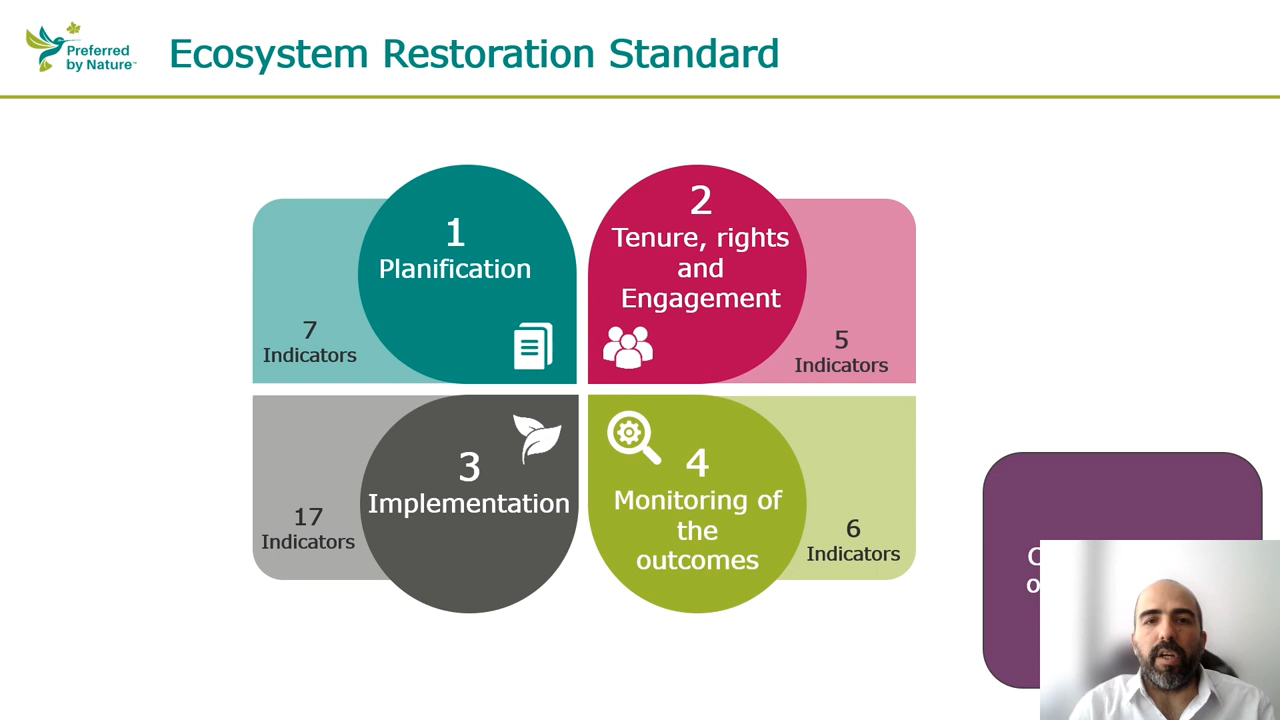 Preferred
by Nature™
Ecosystem Restoration Standard
1
Planification
7
Indicators
2
Tenure, rights
and
Engagement
5
Indicators
3
Implementation
17
Indicators
4
Monitoring of
the
outcomes
6
Indicators